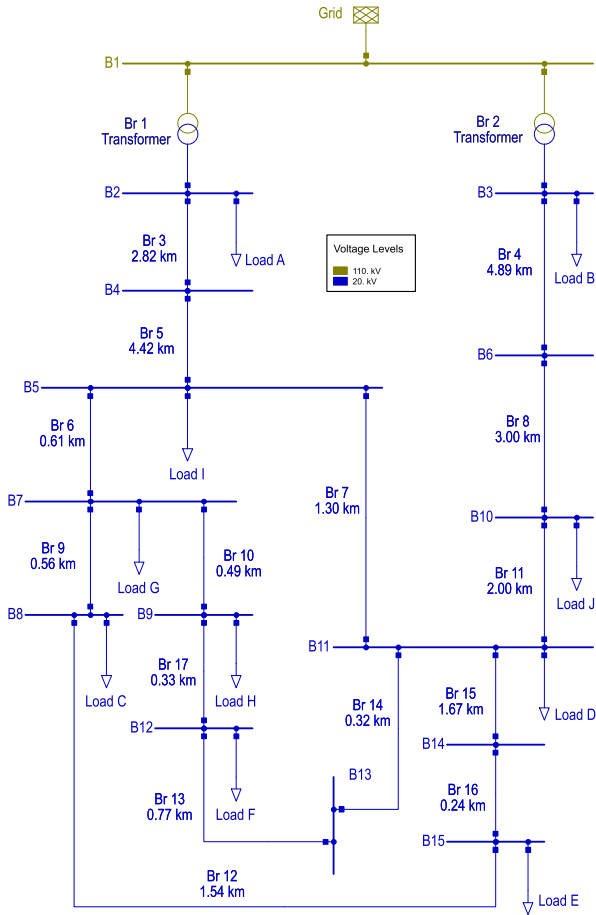 Grid
B1
Br 1
Transformer
Br 2
Transformer
B2
B3
Br 3
2.82 km
Load A
Voltage Levels
110. kV
20. kV
Br 4
4.89 km
Load B
B4
Br 5
4.42 km
B6
B5
Br 6
0.61 km
Load I
Br 8
3.00 km
Br 7
1.30 km
B7
B10
Br 9
0.56 km
Load G
Br 10
0.49 km
Br 11
2.00 km
Load J
B8
B9
B11
Load C
Br 17
0.33 km
Load H
Br 14
0.32 km
Br 15
1.67 km
Load D
B12
B14
B13
Br 13
0.77 km
Load F
Br 16
0.24 km
B15
Br 12
1.54 km
Load E